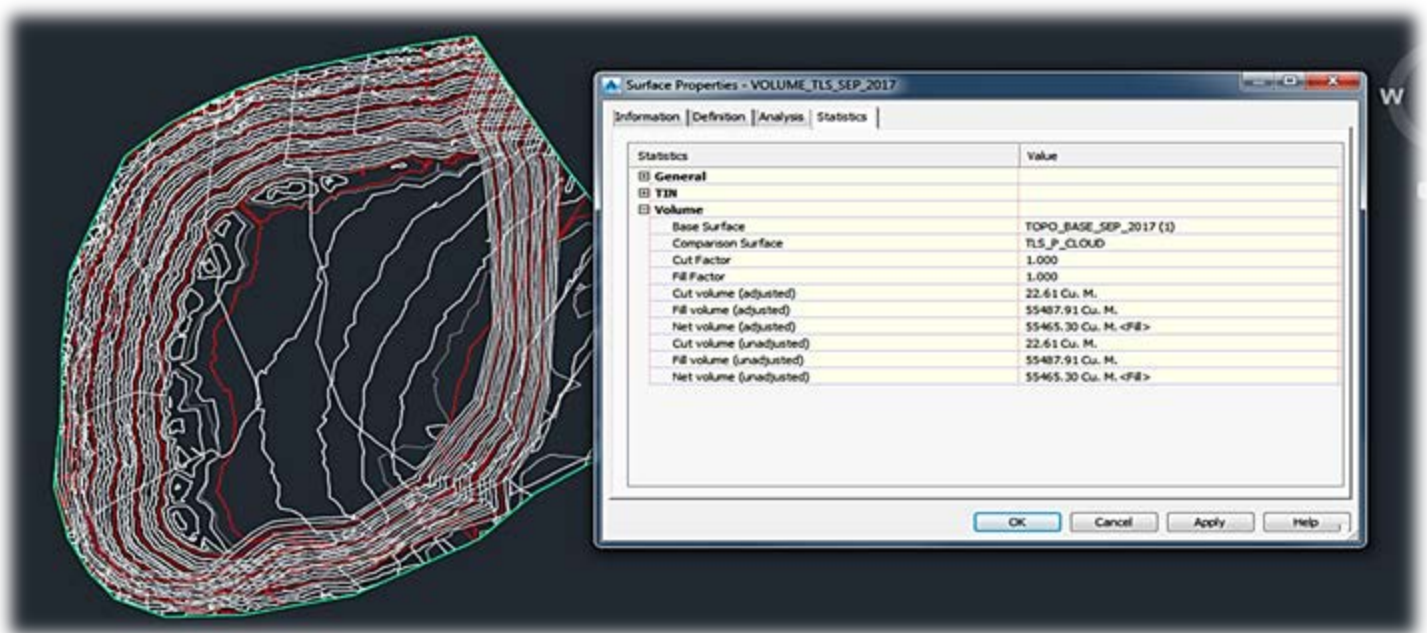 Surface Properties - VOLUME_TLS_SEP_2017
W
Information Definition Analysis Statistics
Statistics Value
General
TIN
Volume
Base Surface TOPO_BASE_SEP_2017 (1)
Comparison Surface TLS_P_CLOUD
Cut Factor 1.000
Fill Factor 1.000
Cut volume (adjusted) 22.61 Cu. M.
Fill volume (adjusted) 55487.91 Cu. M.
Net volume (adjusted) 55465.30 Cu. M. <Fill>
Cut volume (unadjusted) 22.61 Cu. M.
Fill volume (unadjusted) 55487.91 Cu. M.
Net volume (unadjusted) 55465.30 Cu. M. <Fill>
OK Cancel Apply Help